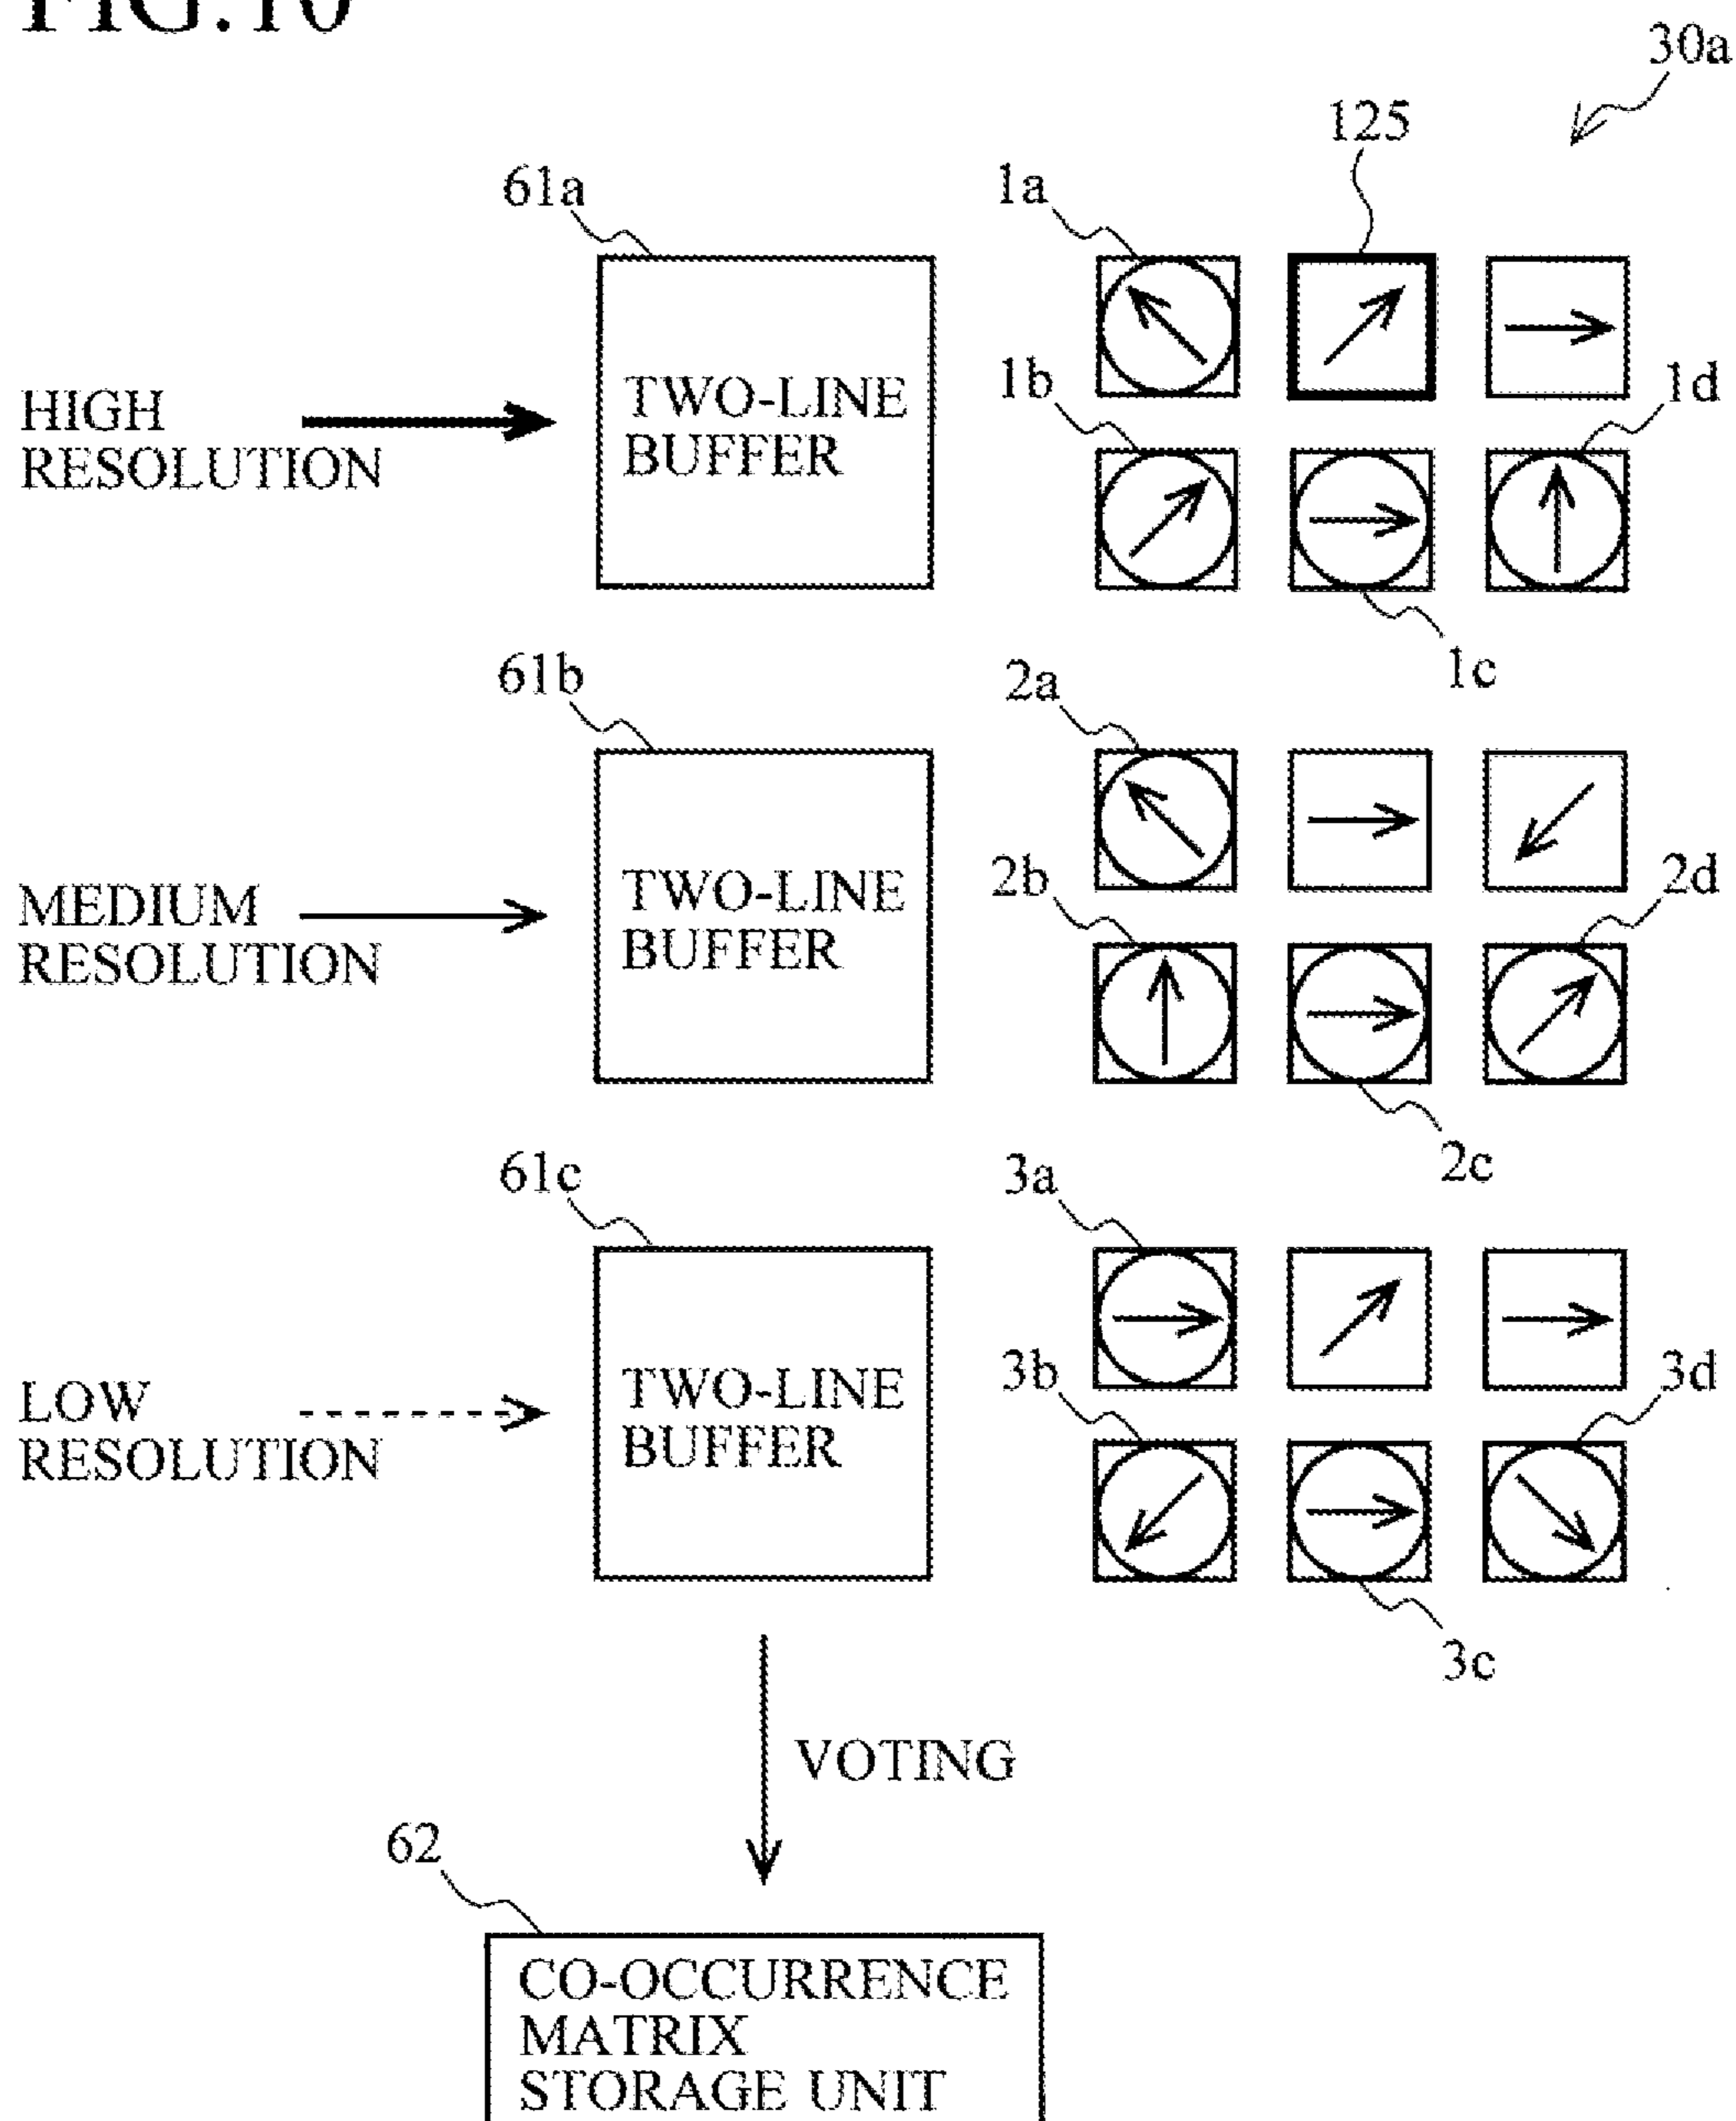 FIG.10
30a
125
61a
1a
1b
1d
HIGH
RESOLUTION
TWO-LINE
BUFFER
1c
61b
2a
2b
2d
MEDIUM
RESOLUTION
TWO-LINE
BUFFER
2c
61c
3a
3b
3d
LOW
RESOLUTION
TWO-LINE
BUFFER
3c
VOTING
62
CO-OCCURRENCE
MATRIX
STORAGE UNIT